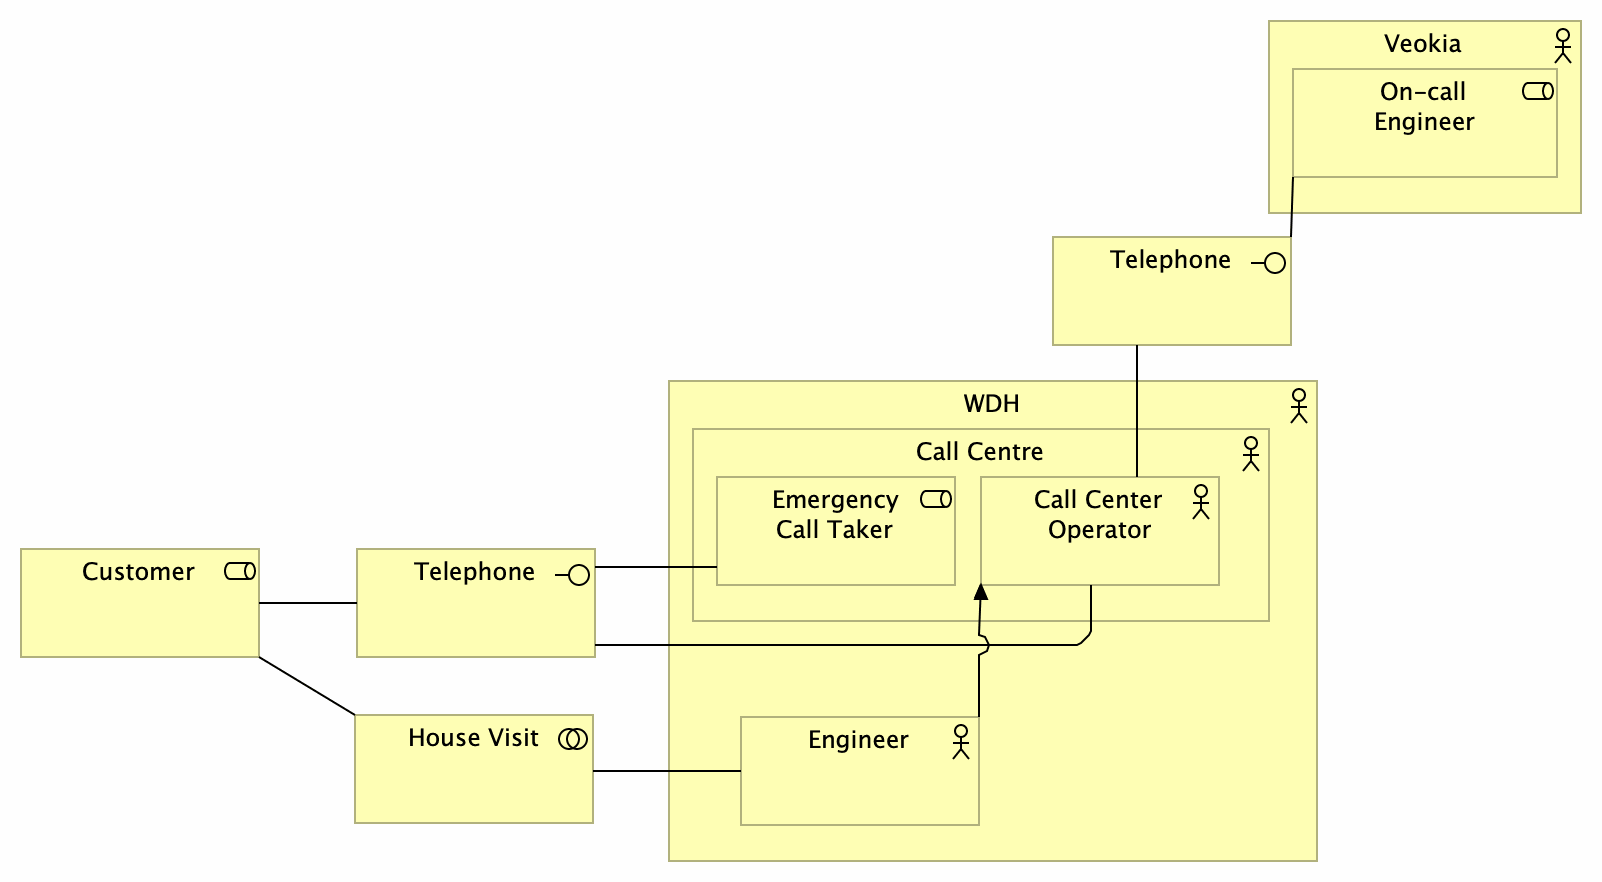 Veokia
On-call
Engineer
Telephone
WDH
Call Centre
Emergency
Call Taker
Call Center
Operator
Customer
Telephone
House Visit
Engineer